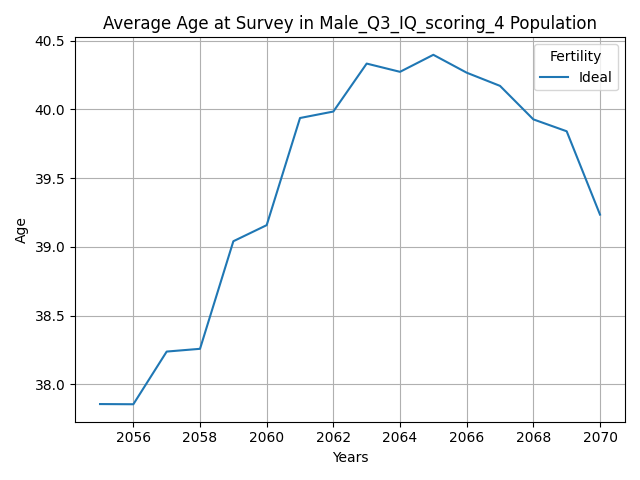 Average Age at Survey in Male_Q3_IQ_scoring_4 Population
Fertility
Ideal
40.5
40.0
39.5
39.0
38.5
38.0
Age
2056 2058 2060 2062 2064 2066 2068 2070
Years